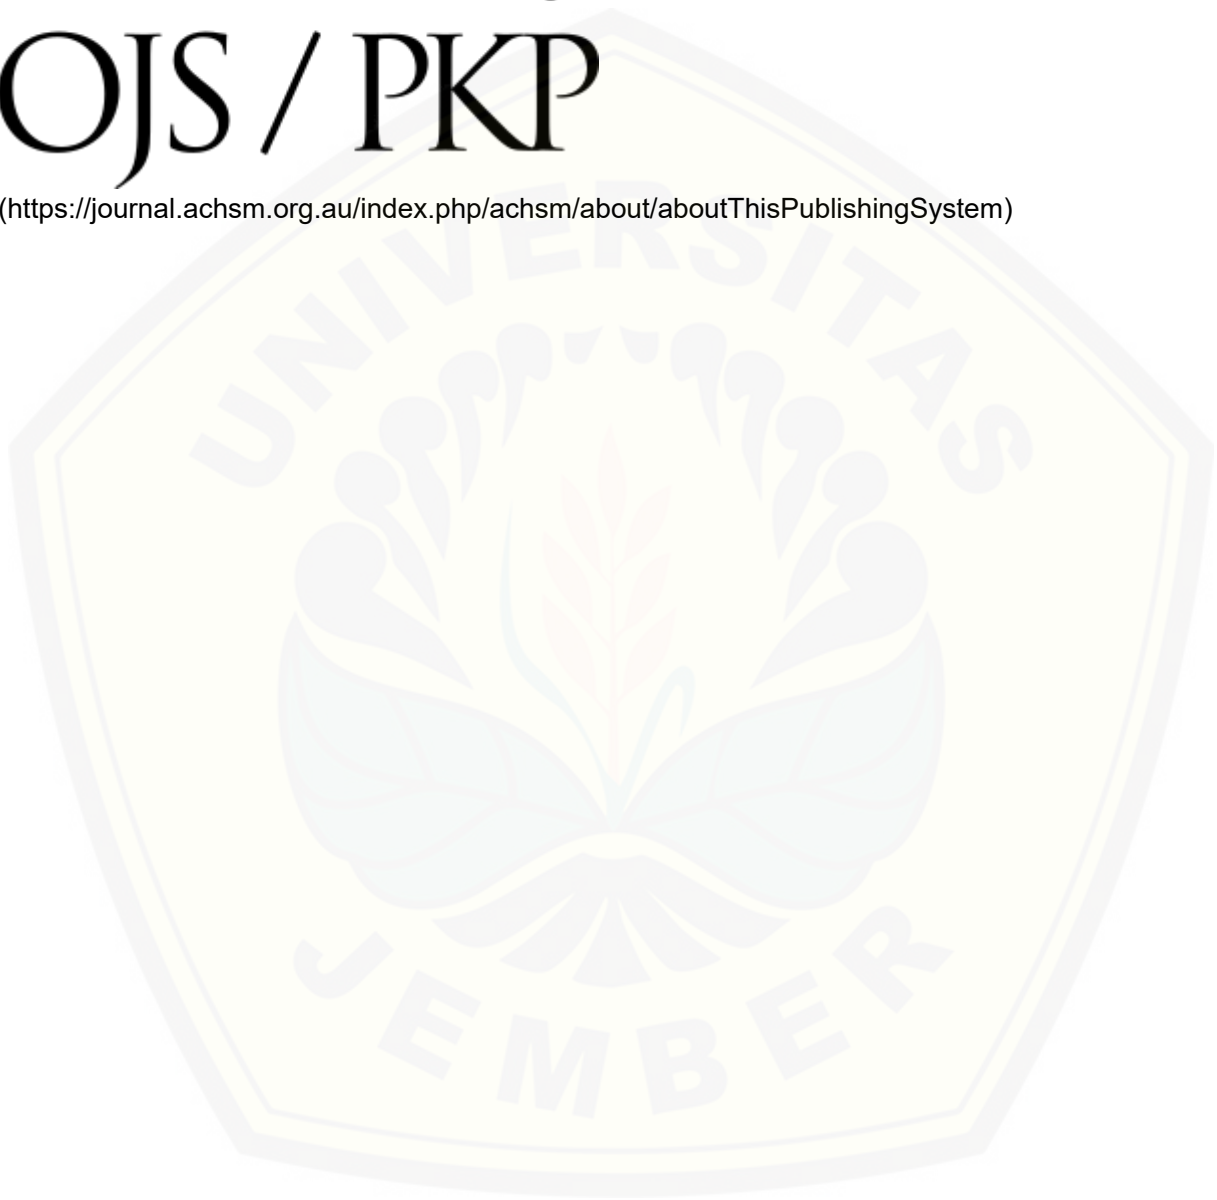 OJS / PKP
(https://journal.achsm.org.au/index.php/achsm/about/aboutThisPublishingSystem)
UNIVERSITAS
JEMBER